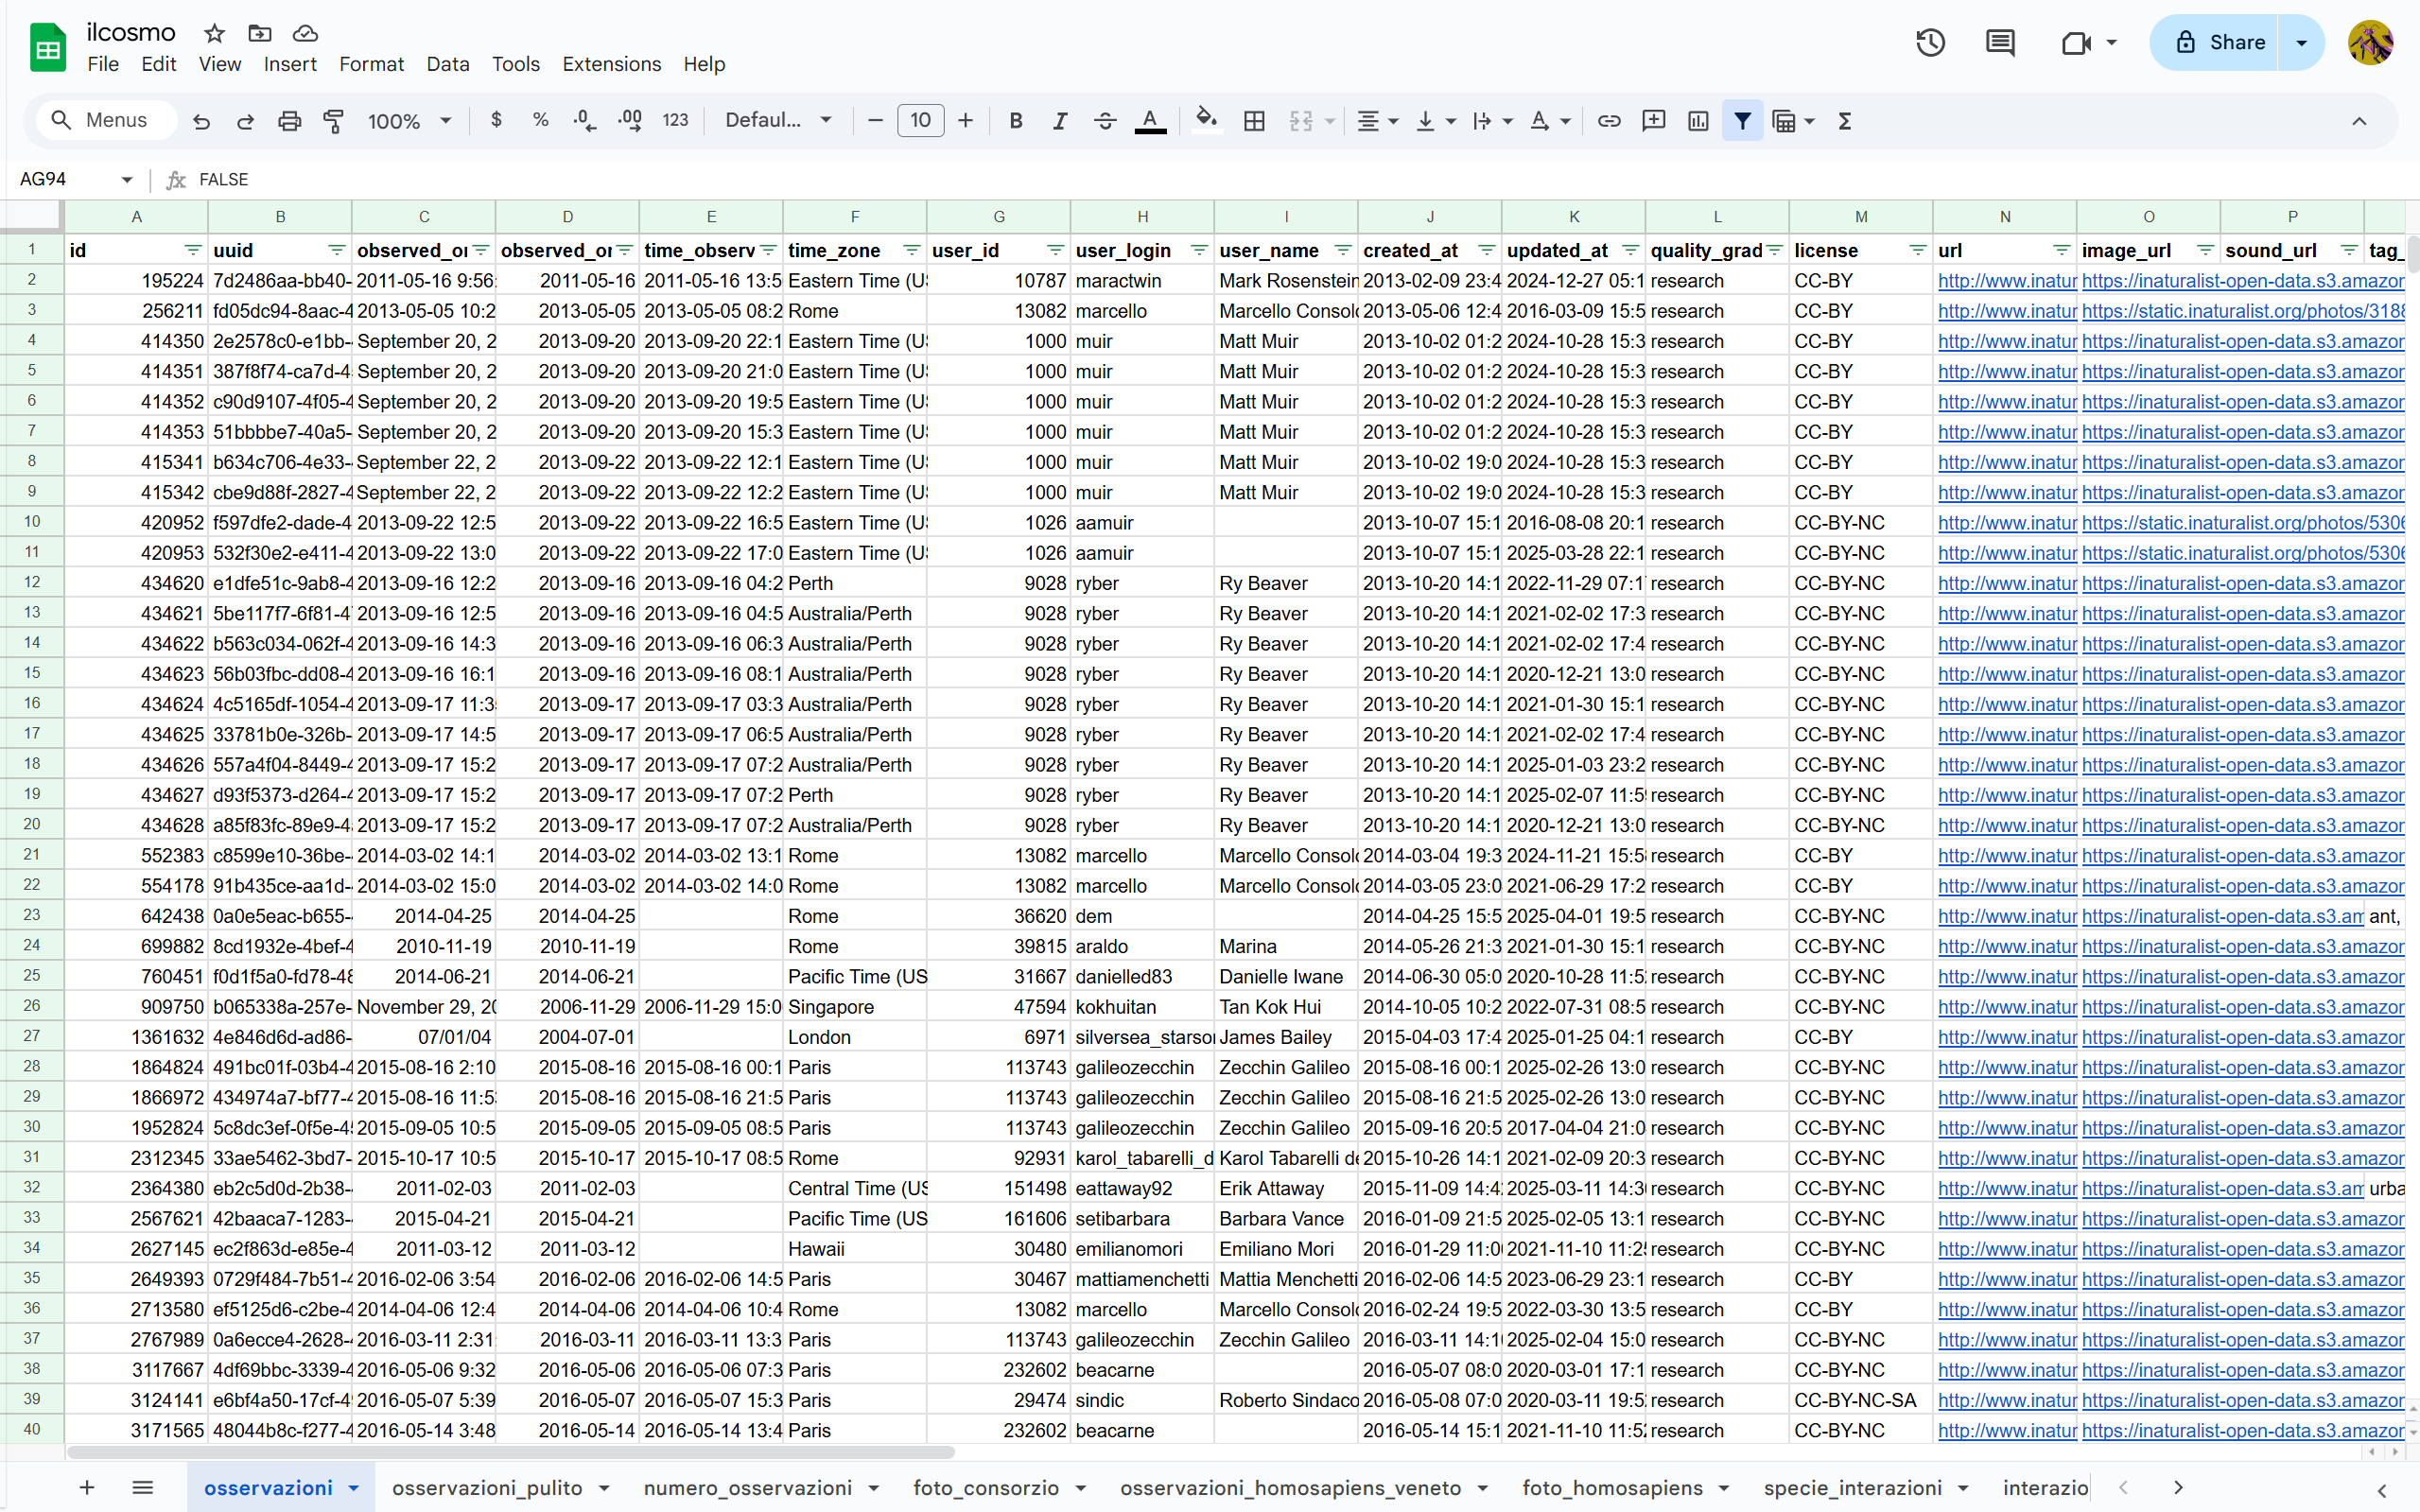 ilcosmo
File Edit View Insert Format Data Tools Extensions Help
Share
Menus 100% $ % .0 .00 123 Defaul... 10 B I A Σ
AG94 fx FALSE
A B C D E F G H I J K L M N O P
1 id uuid observed_on observed_on time_observ time_zone user_id user_login user_name created_at updated_at quality_grad license url image_url sound_url tag_
2 195224 7d2486aa-bb40- 2011-05-16 9:56: 2011-05-16 2011-05-16 13:5 Eastern Time (US 10787 maractwin Mark Rosenstein 2013-02-09 23:4 2024-12-27 05:1 research CC-BY http://www.inatur https://inaturalist-open-data.s3.amazon
3 256211 fd05dc94-8aac-4 2013-05-05 10:2 2013-05-05 2013-05-05 08:2 Rome 13082 marcello Marcello Consolo 2013-05-06 12:4 2016-03-09 15:5 research CC-BY http://www.inatur https://static.inaturalist.org/photos/3188
4 414350 2e2578c0-e1bb- September 20, 2 2013-09-20 2013-09-20 22:1 Eastern Time (US 1000 muir Matt Muir 2013-10-02 01:2 2024-10-28 15:3 research CC-BY http://www.inatur https://inaturalist-open-data.s3.amazon
5 414351 387f8f74-ca7d-4 September 20, 2 2013-09-20 2013-09-20 21:0 Eastern Time (US 1000 muir Matt Muir 2013-10-02 01:2 2024-10-28 15:3 research CC-BY http://www.inatur https://inaturalist-open-data.s3.amazon
6 414352 c90d9107-4f05-4 September 20, 2 2013-09-20 2013-09-20 19:5 Eastern Time (US 1000 muir Matt Muir 2013-10-02 01:2 2024-10-28 15:3 research CC-BY http://www.inatur https://inaturalist-open-data.s3.amazon
7 414353 51bbbbe7-40a5- September 20, 2 2013-09-20 2013-09-20 15:3 Eastern Time (US 1000 muir Matt Muir 2013-10-02 01:2 2024-10-28 15:3 research CC-BY http://www.inatur https://inaturalist-open-data.s3.amazon
8 415341 b634c706-4e33- September 22, 2 2013-09-22 2013-09-22 12:1 Eastern Time (US 1000 muir Matt Muir 2013-10-02 19:0 2024-10-28 15:3 research CC-BY http://www.inatur https://inaturalist-open-data.s3.amazon
9 415342 cbe9d88f-2827-4 September 22, 2 2013-09-22 2013-09-22 12:2 Eastern Time (US 1000 muir Matt Muir 2013-10-02 19:0 2024-10-28 15:3 research CC-BY http://www.inatur https://inaturalist-open-data.s3.amazon
10 420952 f597dfe2-dade-4 2013-09-22 12:5 2013-09-22 2013-09-22 16:5 Eastern Time (US 1026 aamuir 2013-10-07 15:1 2016-08-08 20:1 research CC-BY-NC http://www.inatur https://static.inaturalist.org/photos/5306
11 420953 532f30e2-e411-4 2013-09-22 13:0 2013-09-22 2013-09-22 17:0 Eastern Time (US 1026 aamuir 2013-10-07 15:1 2025-03-28 22:1 research CC-BY-NC http://www.inatur https://static.inaturalist.org/photos/5306
12 434620 e1dfe51c-9ab8-4 2013-09-16 12:2 2013-09-16 2013-09-16 04:2 Perth 9028 ryber Ry Beaver 2013-10-20 14:1 2022-11-29 07:1 research CC-BY-NC http://www.inatur https://inaturalist-open-data.s3.amazon
13 434621 5be117f7-6f81-4 2013-09-16 12:5 2013-09-16 2013-09-16 04:5 Australia/Perth 9028 ryber Ry Beaver 2013-10-20 14:1 2021-02-02 17:3 research CC-BY-NC http://www.inatur https://inaturalist-open-data.s3.amazon
14 434622 b563c034-062f-4 2013-09-16 14:3 2013-09-16 2013-09-16 06:3 Australia/Perth 9028 ryber Ry Beaver 2013-10-20 14:1 2021-02-02 17:4 research CC-BY-NC http://www.inatur https://inaturalist-open-data.s3.amazon
15 434623 56b03fbc-dd08-4 2013-09-16 16:1 2013-09-16 2013-09-16 08:1 Australia/Perth 9028 ryber Ry Beaver 2013-10-20 14:1 2020-12-21 13:0 research CC-BY-NC http://www.inatur https://inaturalist-open-data.s3.amazon
16 434624 4c5165df-1054-4 2013-09-17 11:3 2013-09-17 2013-09-17 03:3 Australia/Perth 9028 ryber Ry Beaver 2013-10-20 14:1 2021-01-30 15:1 research CC-BY-NC http://www.inatur https://inaturalist-open-data.s3.amazon
17 434625 33781b0e-326b- 2013-09-17 14:5 2013-09-17 2013-09-17 06:5 Australia/Perth 9028 ryber Ry Beaver 2013-10-20 14:1 2021-02-02 17:4 research CC-BY-NC http://www.inatur https://inaturalist-open-data.s3.amazon
18 434626 557a4f04-8449-4 2013-09-17 15:2 2013-09-17 2013-09-17 07:2 Australia/Perth 9028 ryber Ry Beaver 2013-10-20 14:1 2025-01-03 23:2 research CC-BY-NC http://www.inatur https://inaturalist-open-data.s3.amazon
19 434627 d93f5373-d264-4 2013-09-17 15:2 2013-09-17 2013-09-17 07:2 Perth 9028 ryber Ry Beaver 2013-10-20 14:1 2025-02-07 11:5 research CC-BY-NC http://www.inatur https://inaturalist-open-data.s3.amazon
20 434628 a85f83fc-89e9-4 2013-09-17 15:2 2013-09-17 2013-09-17 07:2 Australia/Perth 9028 ryber Ry Beaver 2013-10-20 14:1 2020-12-21 13:0 research CC-BY-NC http://www.inatur https://inaturalist-open-data.s3.amazon
21 552383 c8599e10-36be- 2014-03-02 14:1 2014-03-02 2014-03-02 13:1 Rome 13082 marcello Marcello Consolo 2014-03-04 19:3 2024-11-21 15:5 research CC-BY http://www.inatur https://inaturalist-open-data.s3.amazon
22 554178 91b435ce-aa1d- 2014-03-02 15:0 2014-03-02 2014-03-02 14:0 Rome 13082 marcello Marcello Consolo 2014-03-05 23:0 2021-06-29 17:2 research CC-BY http://www.inatur https://inaturalist-open-data.s3.amazon
23 642438 0a0e5eac-b655- 2014-04-25 2014-04-25 Rome 36620 dem 2014-04-25 15:5 2025-04-01 19:5 research CC-BY-NC http://www.inatur https://inaturalist-open-data.s3.am ant,
24 699882 8cd1932e-4bef-4 2010-11-19 2010-11-19 Rome 39815 araldo Marina 2014-05-26 21:3 2021-01-30 15:1 research CC-BY-NC http://www.inatur https://inaturalist-open-data.s3.amazon
25 760451 f0d1f5a0-fd78-48 2014-06-21 2014-06-21 Pacific Time (US 31667 danielled83 Danielle Iwane 2014-06-30 05:0 2020-10-28 11:5 research CC-BY-NC http://www.inatur https://inaturalist-open-data.s3.amazon
26 909750 b065338a-257e- November 29, 20 2006-11-29 2006-11-29 15:0 Singapore 47594 kokhuitan Tan Kok Hui 2014-10-05 10:2 2022-07-31 08:5 research CC-BY-NC http://www.inatur https://inaturalist-open-data.s3.amazon
27 1361632 4e846d6d-ad86- 07/01/04 2004-07-01 London 6971 silversea_starsor James Bailey 2015-04-03 17:4 2025-01-25 04:1 research CC-BY http://www.inatur https://inaturalist-open-data.s3.amazon
28 1864824 491bc01f-03b4-4 2015-08-16 2:10 2015-08-16 2015-08-16 00:1 Paris 113743 galileozecchin Zecchin Galileo 2015-08-16 00:1 2025-02-26 13:0 research CC-BY-NC http://www.inatur https://inaturalist-open-data.s3.amazon
29 1866972 434974a7-bf77-4 2015-08-16 11:5 2015-08-16 2015-08-16 21:5 Paris 113743 galileozecchin Zecchin Galileo 2015-08-16 21:5 2025-02-26 13:0 research CC-BY-NC http://www.inatur https://inaturalist-open-data.s3.amazon
30 1952824 5c8dc3ef-0f5e-45 2015-09-05 10:5 2015-09-05 2015-09-05 08:5 Paris 113743 galileozecchin Zecchin Galileo 2015-09-16 20:5 2017-04-04 21:0 research CC-BY-NC http://www.inatur https://inaturalist-open-data.s3.amazon
31 2312345 33ae5462-3bd7- 2015-10-17 10:5 2015-10-17 2015-10-17 08:5 Rome 92931 karol_tabarelli_d Karol Tabarelli de 2015-10-26 14:1 2021-02-09 20:3 research CC-BY-NC http://www.inatur https://inaturalist-open-data.s3.amazon
32 2364380 eb2c5d0d-2b38- 2011-02-03 2011-02-03 Central Time (US 151498 eattaway92 Erik Attaway 2015-11-09 14:4 2025-03-11 14:3 research CC-BY-NC http://www.inatur https://inaturalist-open-data.s3.am urba
33 2567621 42baaca7-1283- 2015-04-21 2015-04-21 Pacific Time (US 161606 setibarbara Barbara Vance 2016-01-09 21:5 2025-02-05 13:1 research CC-BY-NC http://www.inatur https://inaturalist-open-data.s3.amazon
34 2627145 ec2f863d-e85e-4 2011-03-12 2011-03-12 Hawaii 30480 emilianomori Emiliano Mori 2016-01-29 11:0 2021-11-10 11:2 research CC-BY-NC http://www.inatur https://inaturalist-open-data.s3.amazon
35 2649393 0729f484-7b51-4 2016-02-06 3:54 2016-02-06 2016-02-06 14:5 Paris 30467 mattiamenchetti Mattia Menchetti 2016-02-06 14:5 2023-06-29 23:1 research CC-BY http://www.inatur https://inaturalist-open-data.s3.amazon
36 2713580 ef5125d6-c2be-4 2014-04-06 12:4 2014-04-06 2014-04-06 10:4 Rome 13082 marcello Marcello Consolo 2016-02-24 19:5 2022-03-30 13:5 research CC-BY http://www.inatur https://inaturalist-open-data.s3.amazon
37 2767989 0a6ecce4-2628- 2016-03-11 2:31 2016-03-11 2016-03-11 13:3 Paris 113743 galileozecchin Zecchin Galileo 2016-03-11 14:1 2025-02-04 15:0 research CC-BY-NC http://www.inatur https://inaturalist-open-data.s3.amazon
38 3117667 4df69bbc-3339-4 2016-05-06 9:32 2016-05-06 2016-05-06 07:3 Paris 232602 beacarne 2016-05-07 08:0 2020-03-01 17:1 research CC-BY-NC http://www.inatur https://inaturalist-open-data.s3.amazon
39 3124141 e6bf4a50-17cf-4 2016-05-07 5:39 2016-05-07 2016-05-07 15:3 Paris 29474 sindic Roberto Sindaco 2016-05-08 07:0 2020-03-11 19:5 research CC-BY-NC-SA http://www.inatur https://inaturalist-open-data.s3.amazon
40 3171565 48044b8c-f277-4 2016-05-14 3:48 2016-05-14 2016-05-14 13:4 Paris 232602 beacarne 2016-05-14 15:1 2021-11-10 11:5 research CC-BY-NC http://www.inatur https://inaturalist-open-data.s3.amazon
osservazioni osservazioni_pulito numero_osservazioni foto_consorzio osservazioni_homosapiens_veneto foto_homosapiens specie_interazioni interazio